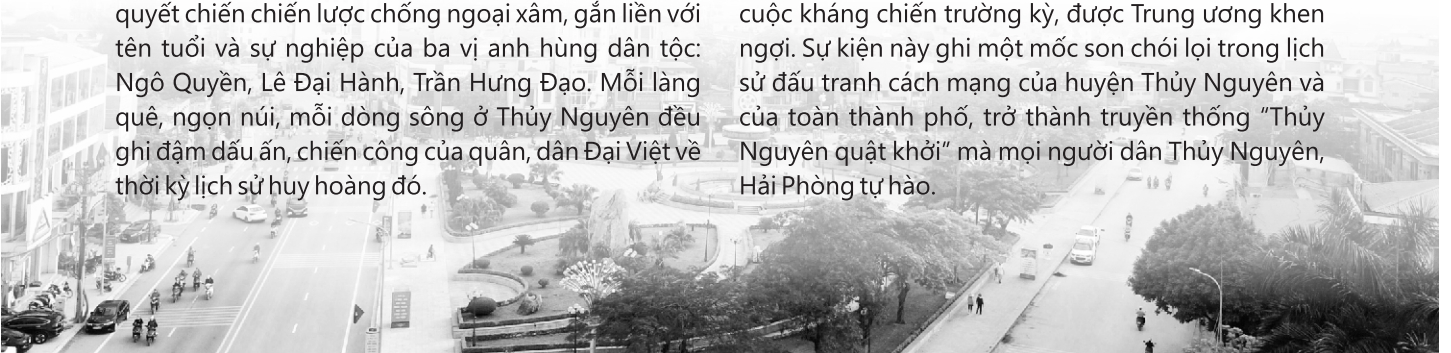 quyết chiến chiến lược chống ngoại xâm, gắn liền với
tên tuổi và sự nghiệp của ba vị anh hùng dân tộc:
Ngô Quyền, Lê Đại Hành, Trần Hưng Đạo. Mỗi làng
quê, ngọn núi, mỗi dòng sông ở Thủy Nguyên đều
ghi đậm dấu ấn, chiến công của quân, dân Đại Việt về
thời kỳ lịch sử huy hoàng đó.
cuộc kháng chiến trường kỳ, được Trung ương khen
ngợi. Sự kiện này ghi một mốc son chói lọi trong lịch
sử đấu tranh cách mạng của huyện Thủy Nguyên và
của toàn thành phố, trở thành truyền thống “Thủy
Nguyên quật khởi” mà mọi người dân Thủy Nguyên,
Hải Phòng tự hào.